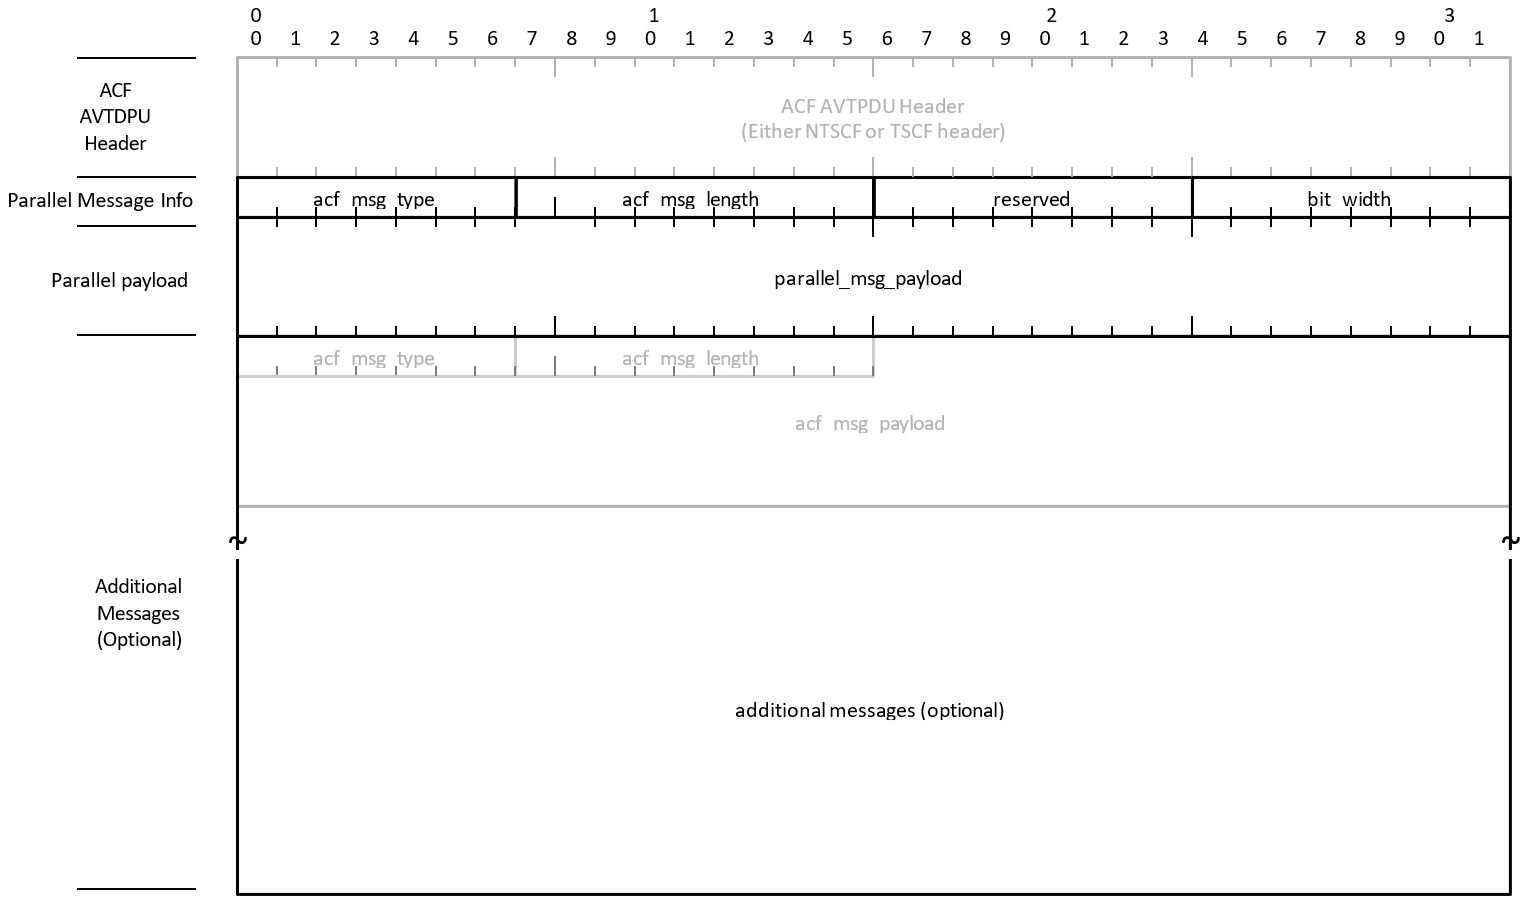 0 1 2 3
0 1 2 3 4 5 6 7 8 9 0 1 2 3 4 5 6 7 8 9 0 1 2 3 4 5 6 7 8 9 0 1
ACF
AVTDPU
Header
ACF AVTPDU Header
(Either NTSCF or TSCF header)
Parallel Message Info
acf_msg_type acf_msg_length reserved bit_width
Parallel payload
parallel_msg_payload
acf_msg_type acf_msg_length
acf_msg_payload
~ ~
Additional
Messages
(Optional)
additional messages (optional)